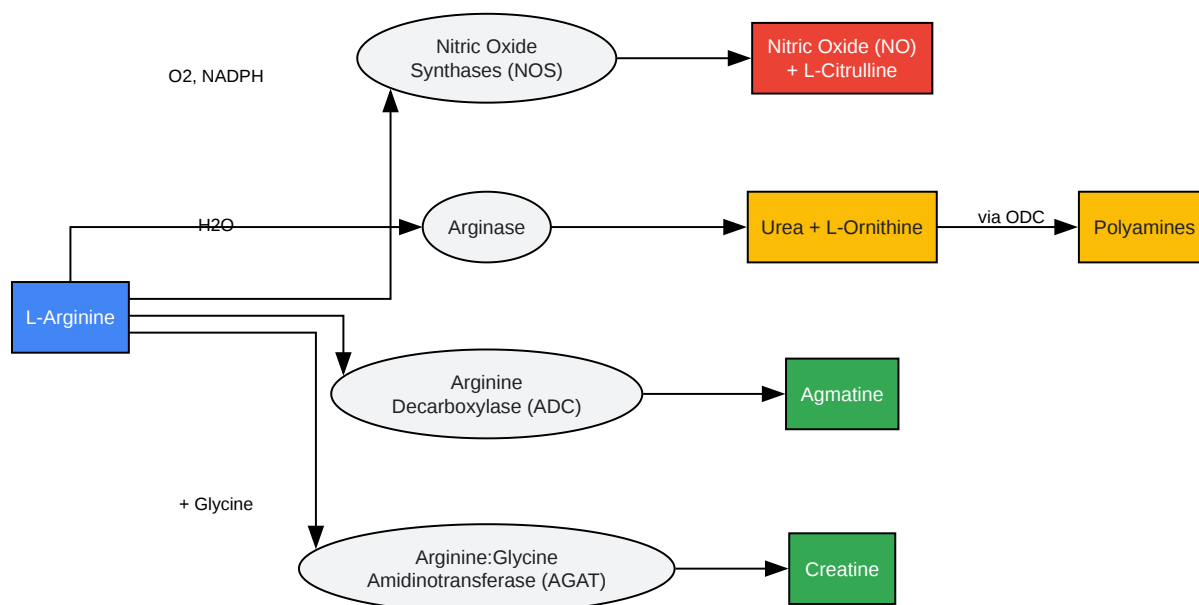 Nitric Oxide
Synthases (NOS)
Nitric Oxide (NO)
+ L-Citrulline
O2, NADPH
H2O
Arginase
Urea + L-Ornithine
via ODC
Polyamines
L-Arginine
Arginine
Decarboxylase (ADC)
Agmatine
+ Glycine
Arginine:Glycine
Amidinotransferase (AGAT)
Creatine